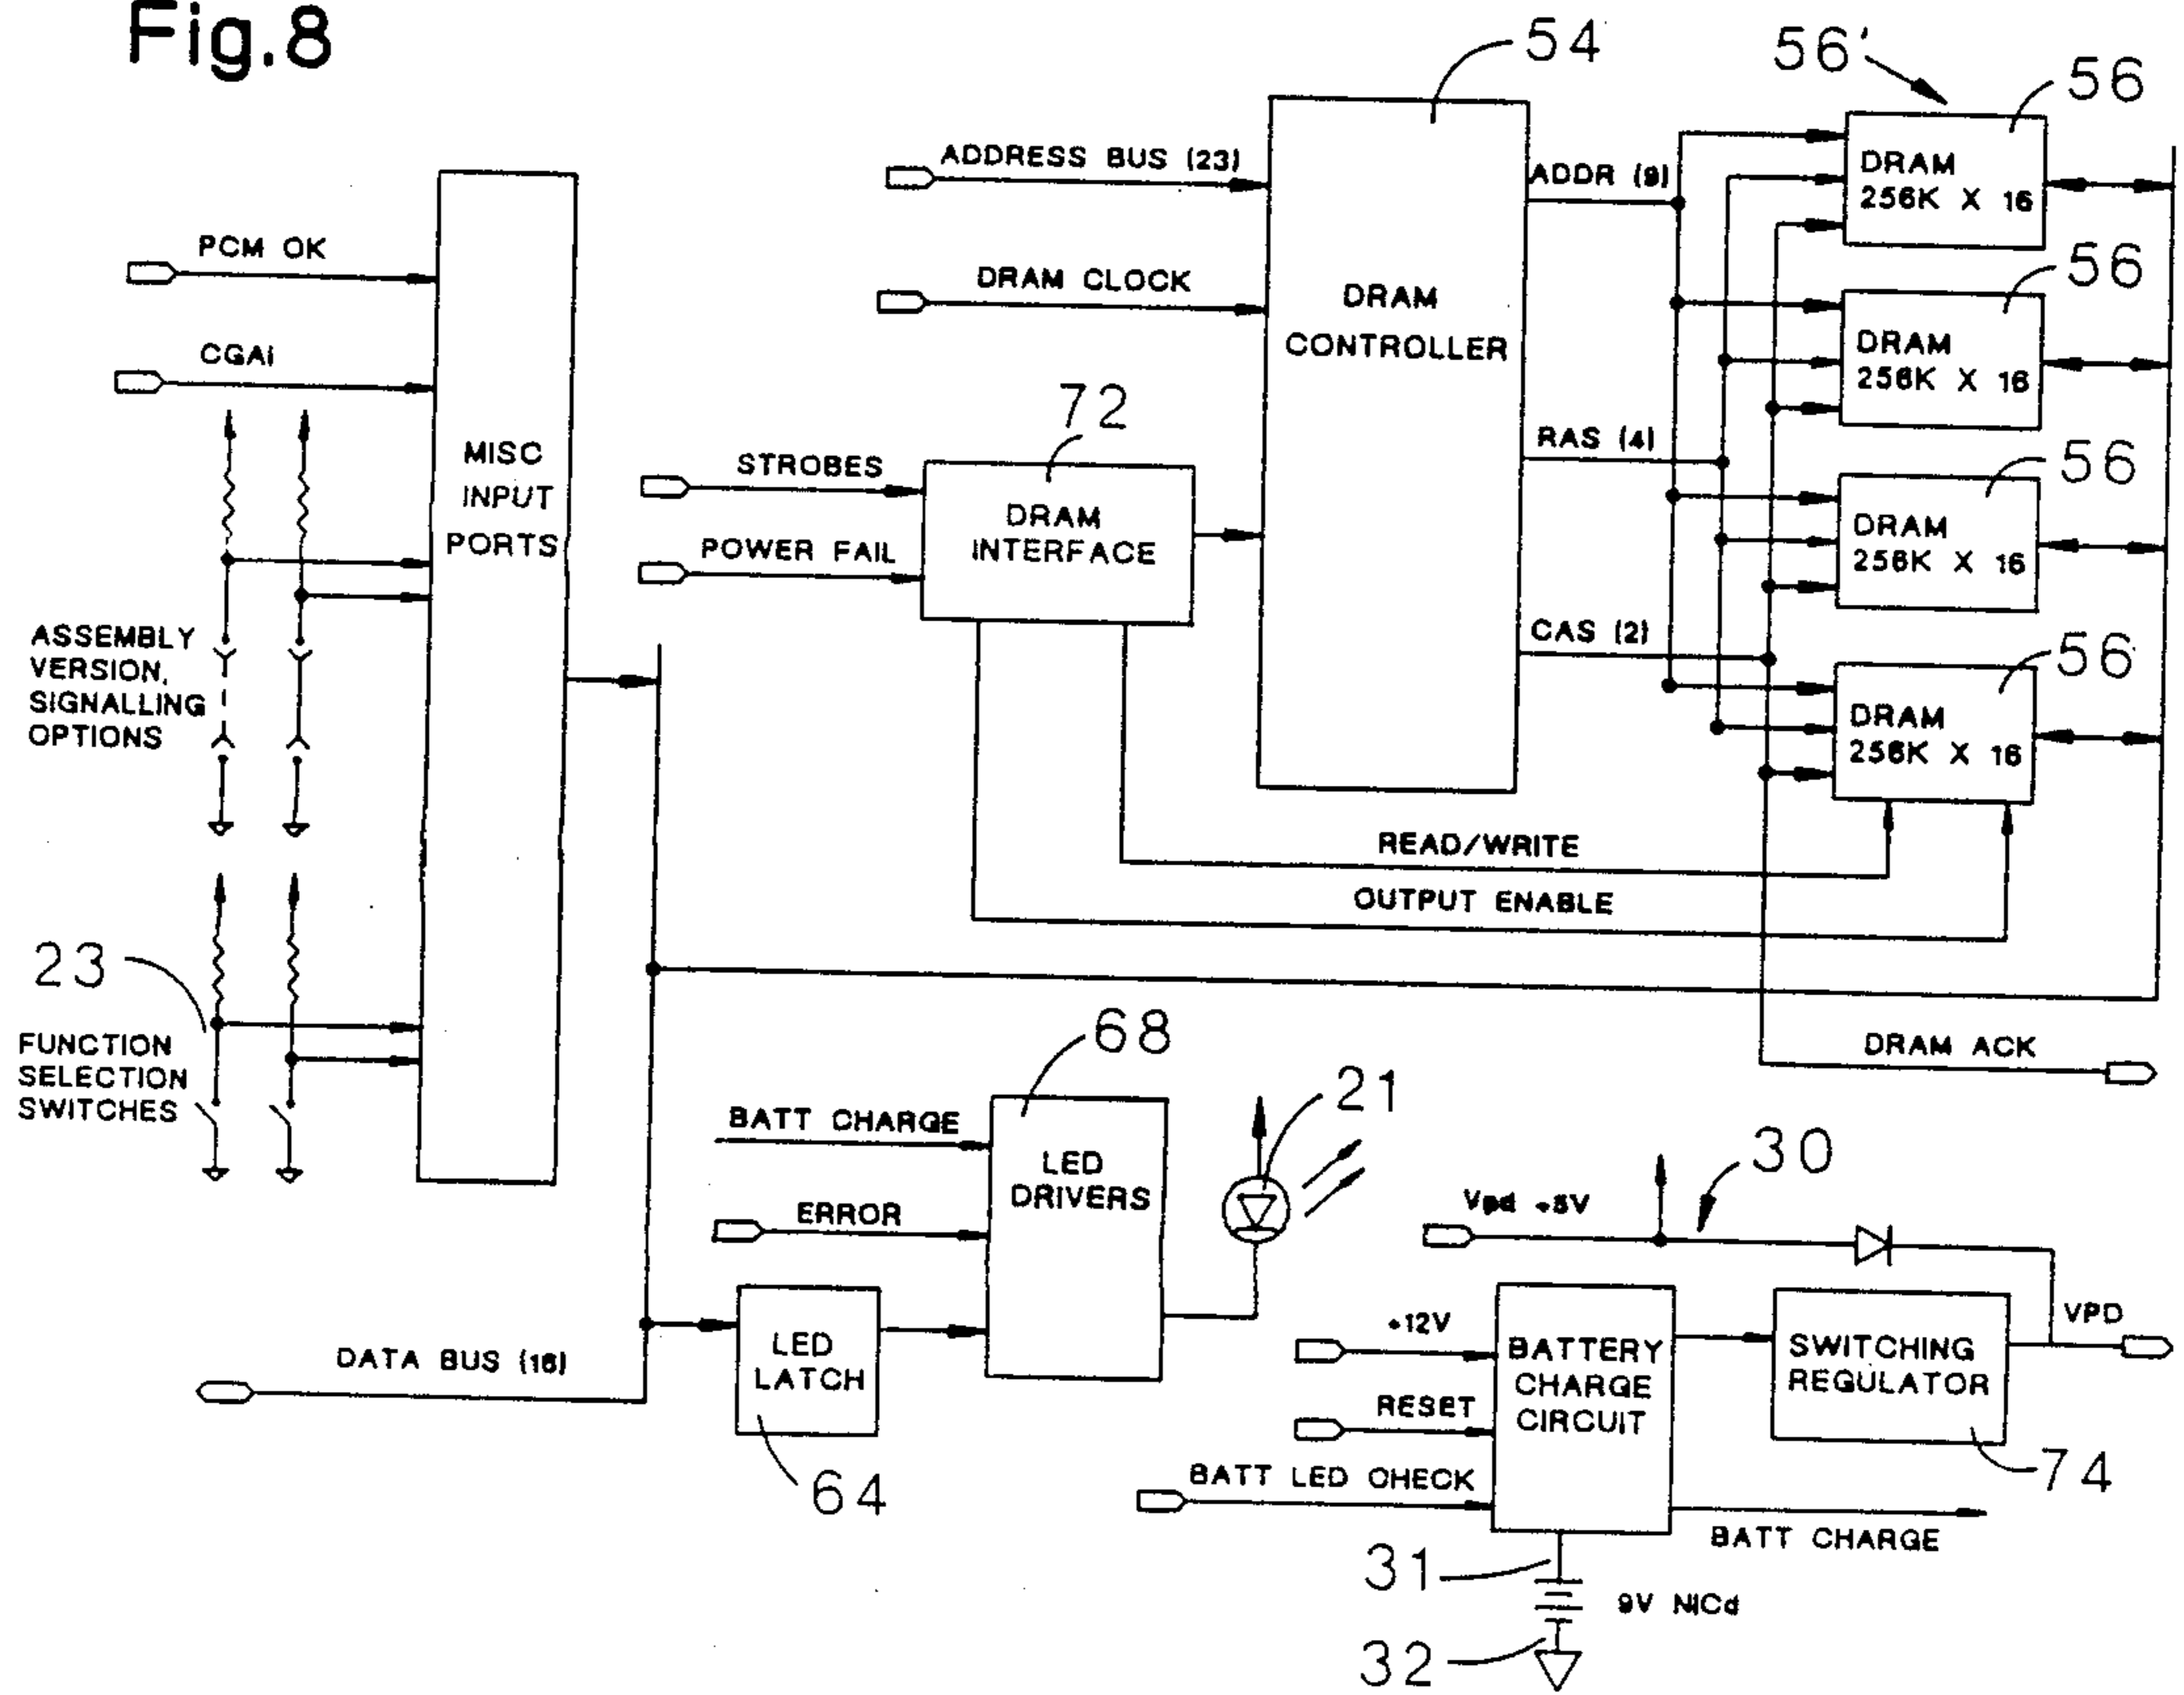 Fig.8
54
56'
56
ADDRESS BUS (23)
ADDR (9)
DRAM
256K X 16
PCM OK
DRAM CLOCK
DRAM
CONTROLLER
56
DRAM
256K X 16
CGAi
72
MISC
INPUT
PORTS
STROBES
RAS (4)
56
DRAM
INTERFACE
POWER FAIL
DRAM
256K X 16
ASSEMBLY
VERSION,
SIGNALLING
OPTIONS
CAS (2)
56
DRAM
256K X 16
READ/WRITE
OUTPUT ENABLE
23
FUNCTION
SELECTION
SWITCHES
68
DRAM ACK
21
BATT CHARGE
LED
DRIVERS
30
ERROR
Vpd +5V
LED
LATCH
DATA BUS (16)
64
+12V
BATTERY
CHARGE
CIRCUIT
SWITCHING
REGULATOR
VPD
RESET
74
BATT LED CHECK
BATT CHARGE
31
9V NiCd
32